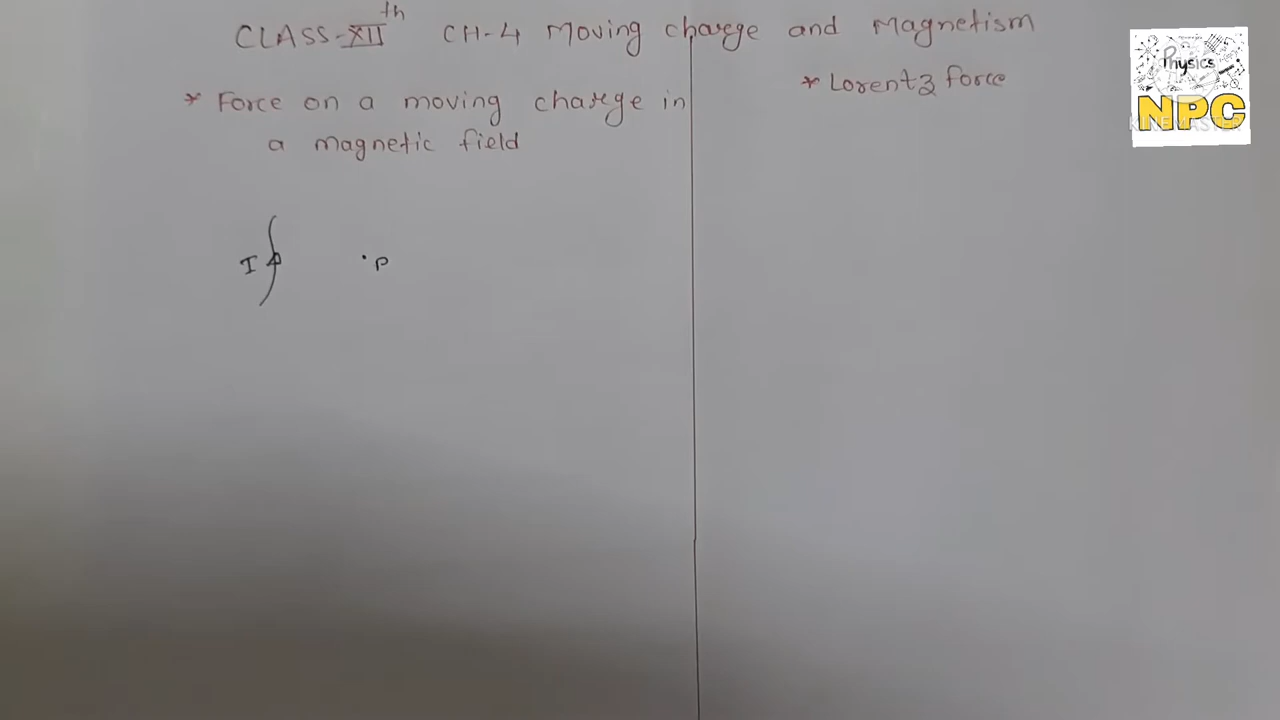 CLASS-XIIth CH-4 Moving charge and Magnetism
* Force on a moving charge in
a magnetic field
* Lorentz force
I
.P
Physics
NPC
KINEMASTER